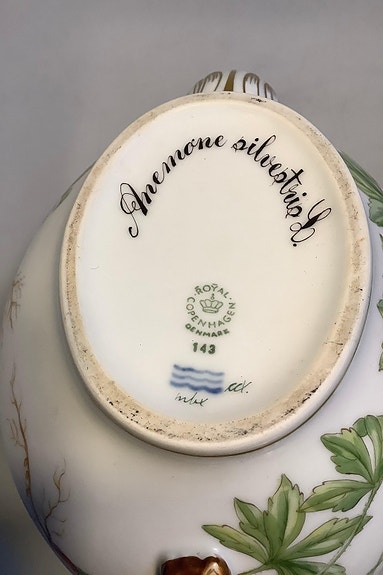 Anemone silvestris L.
ROYAL-
COPENHAGEN
DENMARK
143